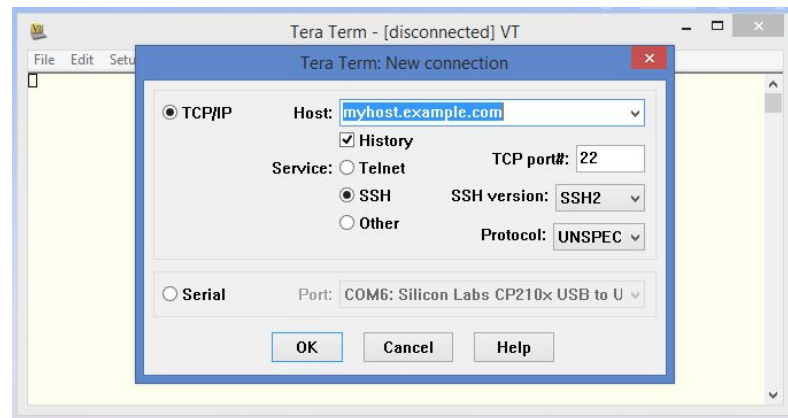 Tera Term - [disconnected] VT
File Edit Setu
Tera Term: New connection
TCP/IP Host: myhost.example.com
History
Service: Telnet TCP port#: 22
SSH SSH version: SSH2
Other Protocol: UNSPEC
Serial Port: COM6: Silicon Labs CP210x USB to U
OK Cancel Help